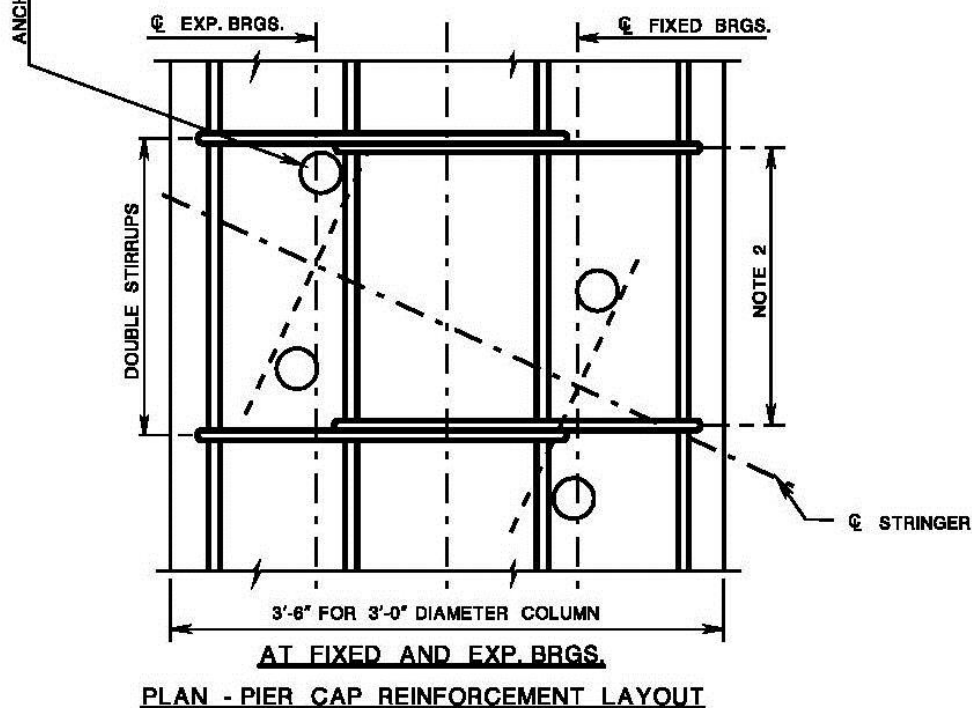 ANCH
℄ EXP. BRGS.
℄ FIXED BRGS.
DOUBLE STIRRUPS
NOTE 2
℄ STRINGER
3'-6" FOR 3'-0" DIAMETER COLUMN
AT FIXED AND EXP. BRGS.
PLAN - PIER CAP REINFORCEMENT LAYOUT